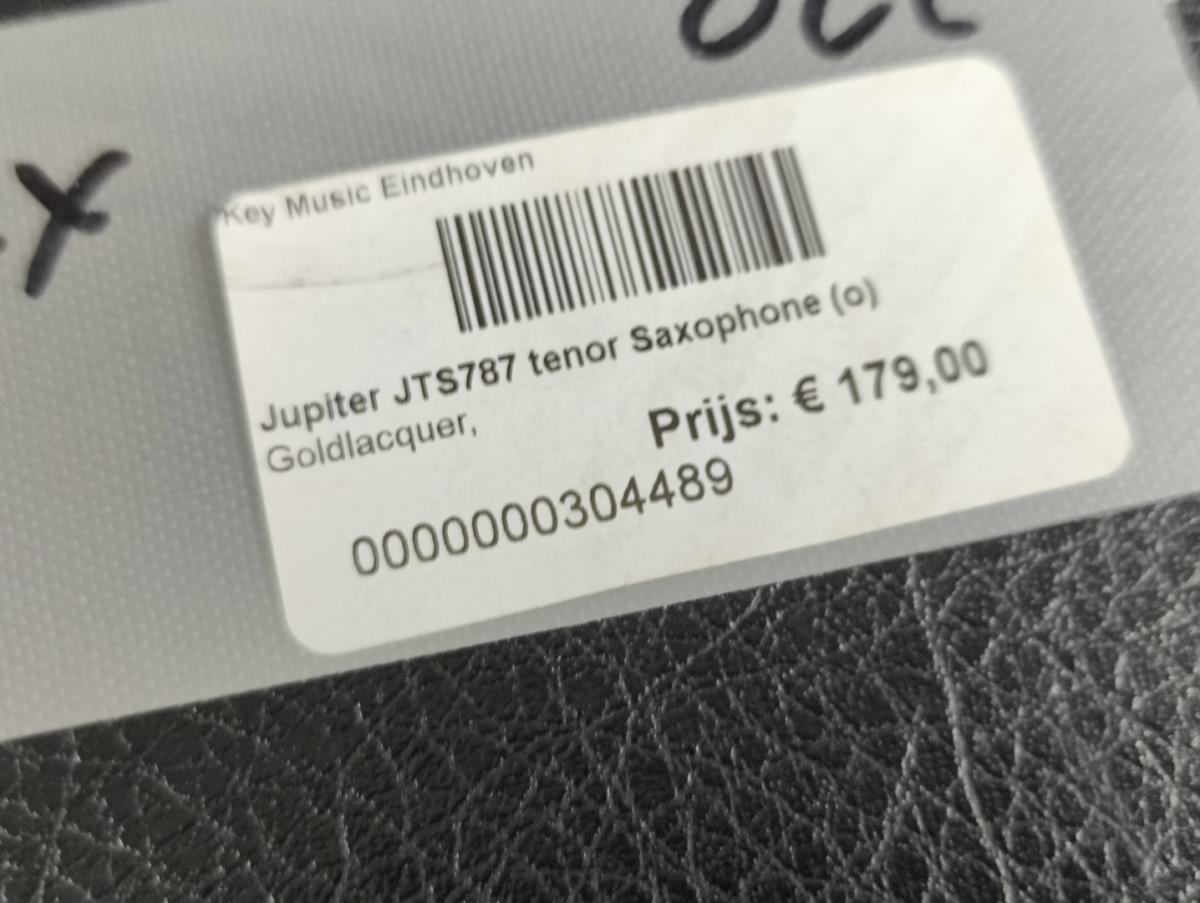 Key Music Eindhoven
Jupiter JTS787 tenor Saxophone (o)
Goldlacquer,
Prijs: € 179,00
0000000304489